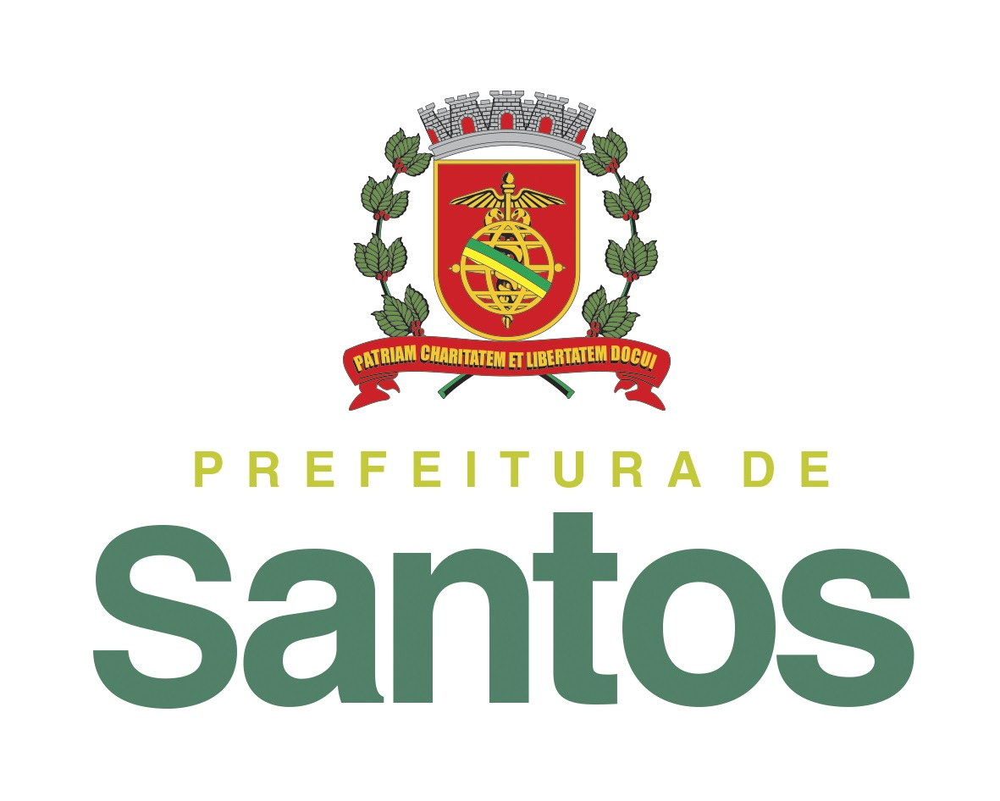 PATRIAM CHARITATEM ET LIBERTATEM DOCUI
PREFEITURA DE
Santos